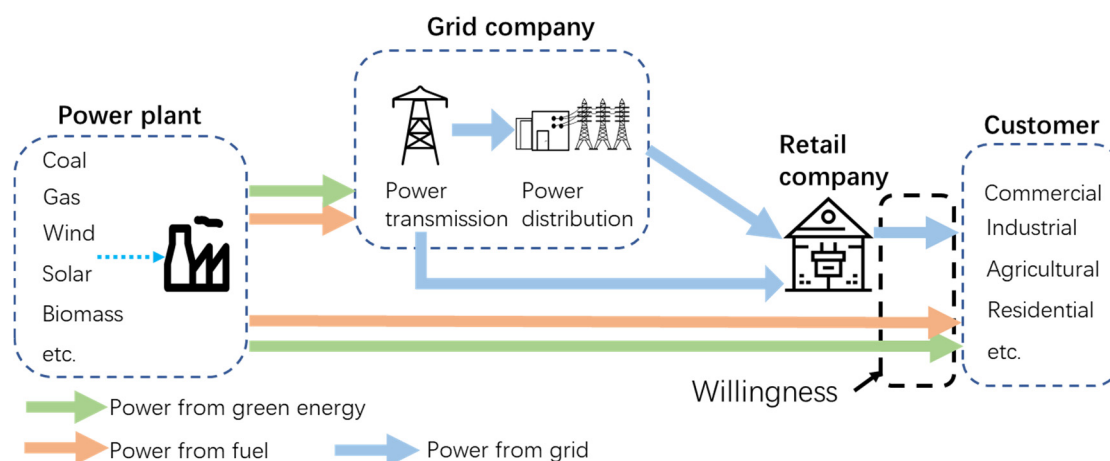 Grid company
Power plant
Customer
Retail
company
Coal
Gas
Wind
Solar
Biomass
etc.
Power
transmission
Power
distribution
Commercial
Industrial
Agricultural
Residential
etc.
Willingness
Power from green energy
Power from fuel
Power from grid